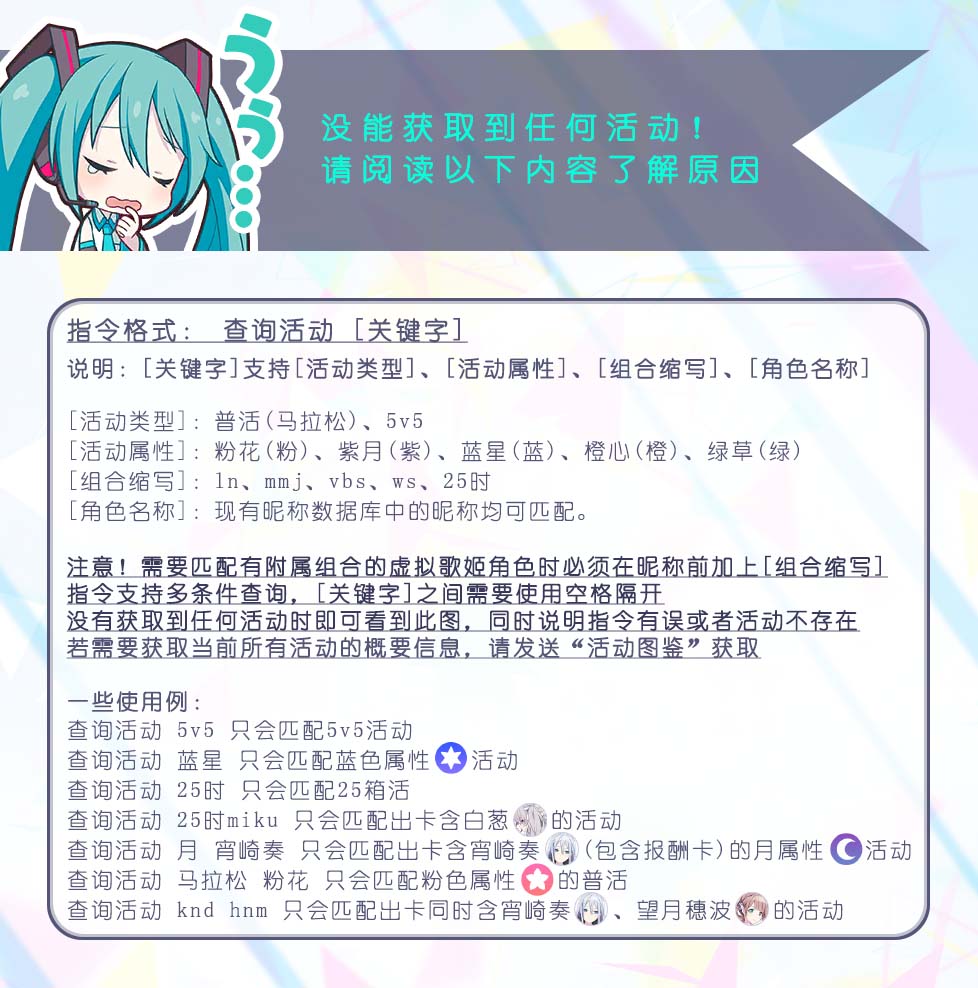 うぅ…
没能获取到任何活动！
请阅读以下内容了解原因
指令格式： 查询活动 [关键字]
说明：[关键字]支持[活动类型]、[活动属性]、[组合缩写]、[角色名称]
[活动类型]：普活(马拉松)、5v5
[活动属性]：粉花(粉)、紫月(紫)、蓝星(蓝)、橙心(橙)、绿草(绿)
[组合缩写]：ln、mmj、vbs、ws、25时
[角色名称]：现有昵称数据库中的昵称均可匹配。
注意！需要匹配有附属组合的虚拟歌姬角色时必须在昵称前加上[组合缩写]
指令支持多条件查询，[关键字]之间需要使用空格隔开
没有获取到任何活动时即可看到此图，同时说明指令有误或者活动不存在
若需要获取当前所有活动的概要信息，请发送“活动图鉴”获取
一些使用例：
查询活动 5v5 只会匹配5v5活动
查询活动 蓝星 只会匹配蓝色属性活动
查询活动 25时 只会匹配25箱活
查询活动 25时miku 只会匹配出卡含白葱的活动
查询活动 月 宵崎奏 只会匹配出卡含宵崎奏(包含报酬卡)的月属性活动
查询活动 马拉松 粉花 只会匹配粉色属性的普活
查询活动 knd hnm 只会匹配出卡同时含宵崎奏、望月穗波的活动